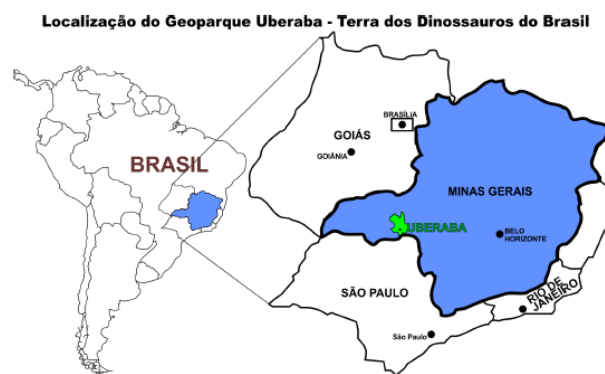 Localização do Geoparque Uberaba - Terra dos Dinossauros do Brasil
BRASIL
GOIÁS
BRASÍLIA
GOIÂNIA
MINAS GERAIS
UBERABA
BELO
HORIZONTE
SÃO PAULO
RIO DE
JANEIRO
São Paulo